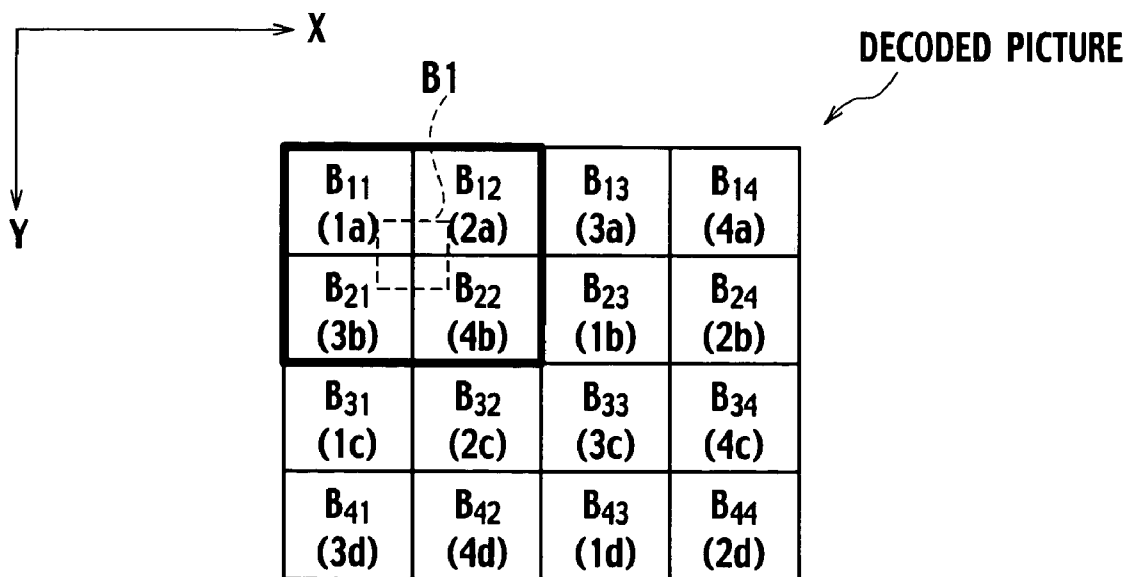 X
DECODED PICTURE
B1
Y
B11 B12 B13 B14
(1a) (2a) (3a) (4a)
B21 B22 B23 B24
(3b) (4b) (1b) (2b)
B31 B32 B33 B34
(1c) (2c) (3c) (4c)
B41 B42 B43 B44
(3d) (4d) (1d) (2d)